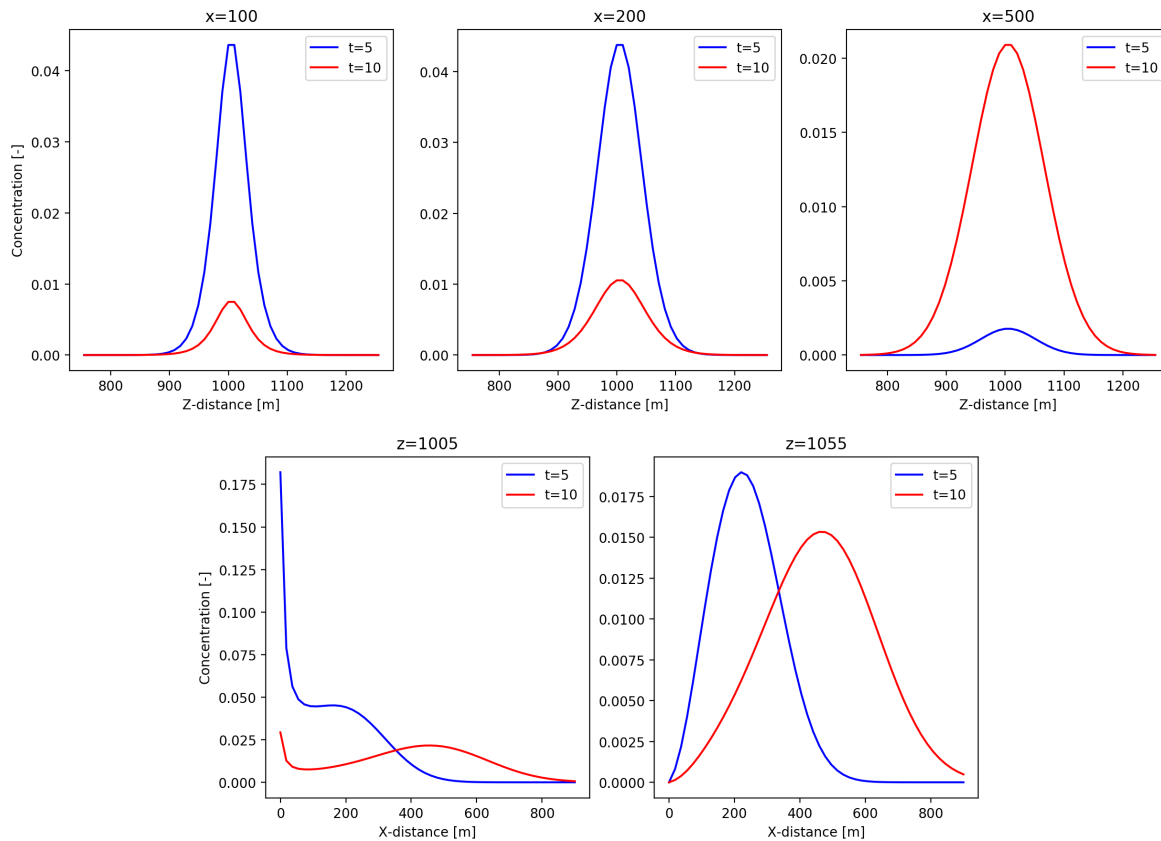 x=100
t=5
t=10
0.04
0.03
0.02
0.01
0.00
Concentration [-]
800 900 1000 1100 1200
Z-distance [m]
x=200
t=5
t=10
0.04
0.03
0.02
0.01
0.00
800 900 1000 1100 1200
Z-distance [m]
x=500
t=5
t=10
0.020
0.015
0.010
0.005
0.000
800 900 1000 1100 1200
Z-distance [m]
z=1005
t=5
t=10
0.175
0.150
0.125
0.100
0.075
0.050
0.025
0.000
Concentration [-]
0 200 400 600 800
X-distance [m]
z=1055
t=5
t=10
0.0175
0.0150
0.0125
0.0100
0.0075
0.0050
0.0025
0.0000
0 200 400 600 800
X-distance [m]